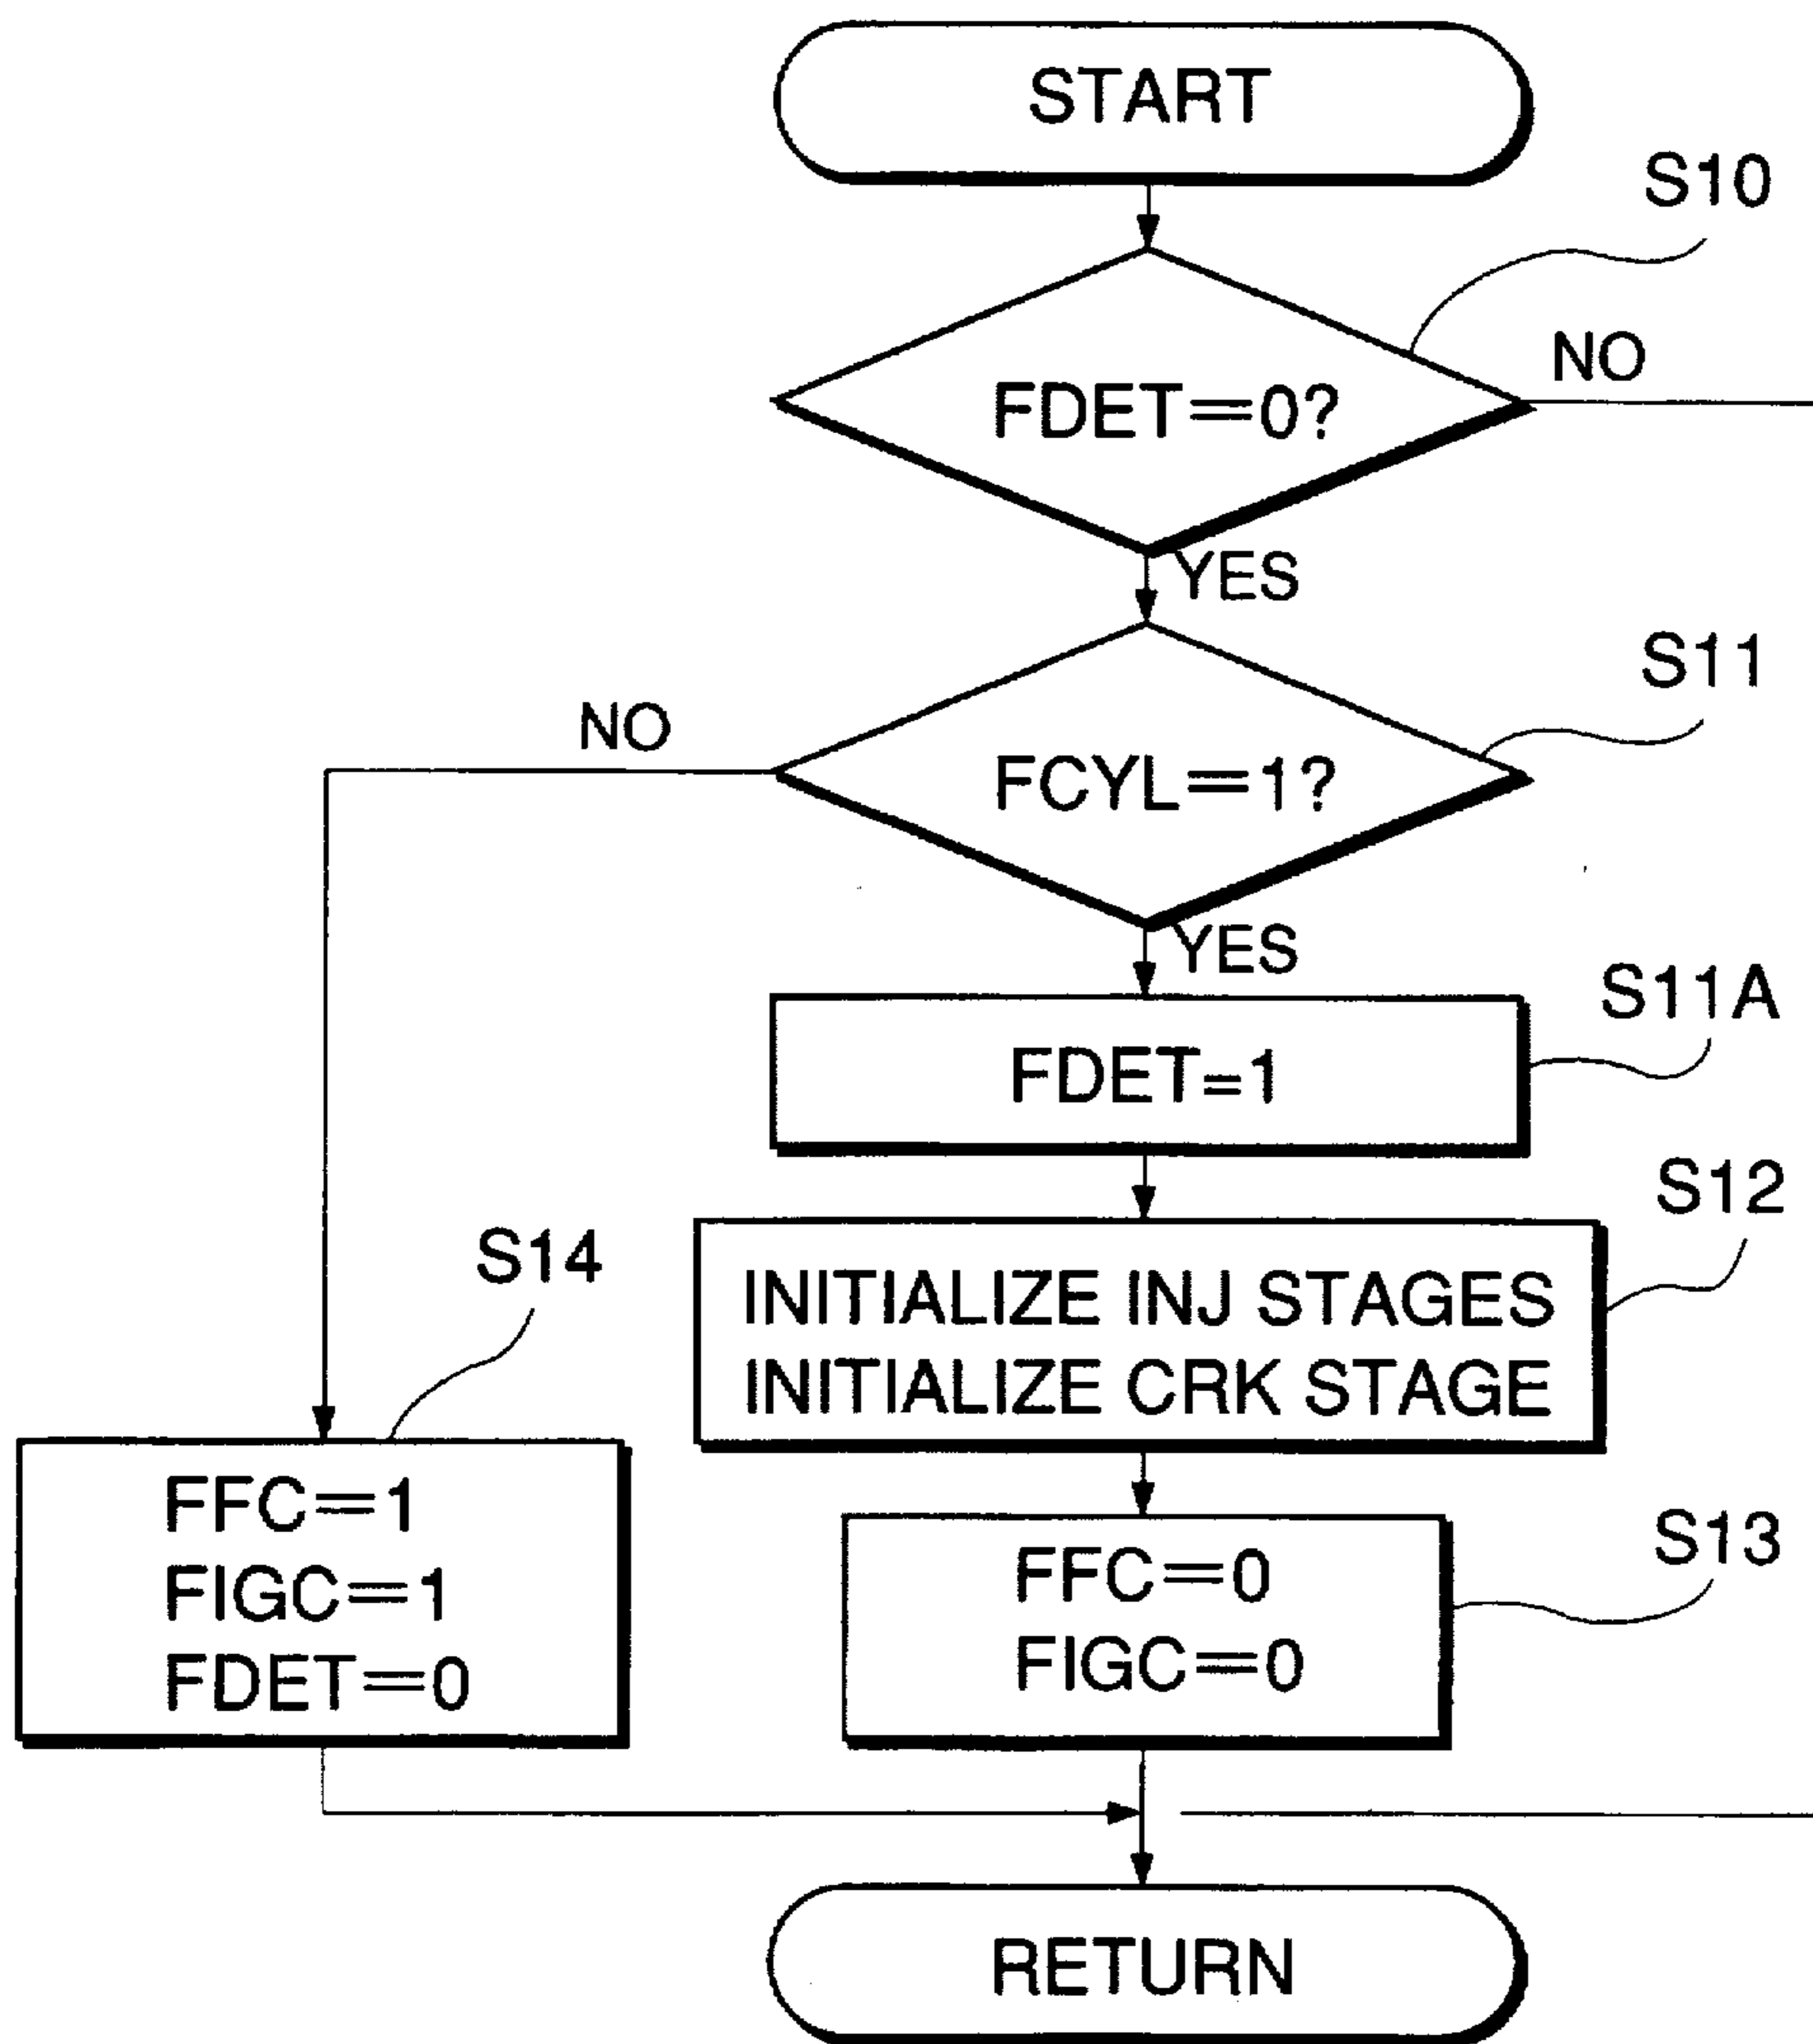 START
S10
FDET=0?
NO
YES
S11
NO
FCYL=1?
YES
S11A
FDET=1
S12
INITIALIZE INJ STAGES
INITIALIZE CRK STAGE
S14
FFC=1
FIGC=1
FDET=0
S13
FFC=0
FIGC=0
RETURN